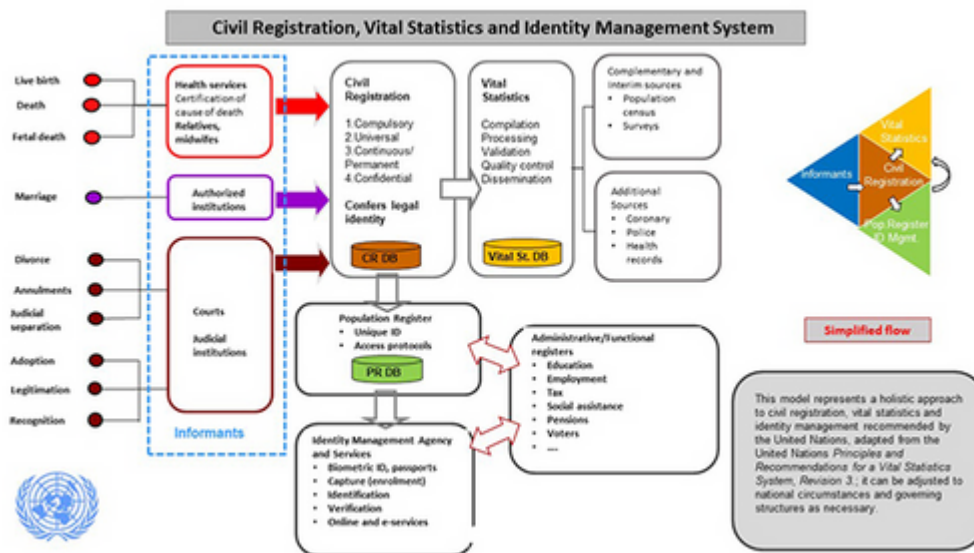 Civil Registration, Vital Statistics and Identity Management System
Live birth
Death
Fetal death
Marriage
Divorce
Annulments
Judicial
separation
Adoption
Legitimation
Recognition
Health services
Certification of
cause of death
Relatives,
midwifes
Authorized
institutions
Courts
Judicial
institutions
Informants
Civil
Registration
1.Compulsory
2.Universal
3.Continuous/
Permanent
4.Confidential
Confers legal
identity
CR DB
Vital
Statistics
Compilation
Processing
Validation
Quality control
Dissemination
Vital St. DB
Complementary and
Interim sources
• Population
census
• Surveys
Additional
Sources
• Coronary
• Police
• Health
records
Population Register
• Unique ID
• Access protocols
PR DB
Identity Management Agency
and Services
• Biometric ID, passports
• Capture (enrolment)
• Identification
• Verification
• Online and e-services
Administrative/Functional
registers
• Education
• Employment
• Tax
• Social assistance
• Pensions
• Voters
• ....
Vital
Statistics
informants
Civil
Registration
Pop.Register
ID Mgmt.
Simplified flow
This model represents a holistic approach
to civil registration, vital statistics and
identity management recommended by
the United Nations, adapted from the
United Nations Principles and
Recommendations for a Vital Statistics
System, Revision 3.; it can be adjusted to
national circumstances and governing
structures as necessary.